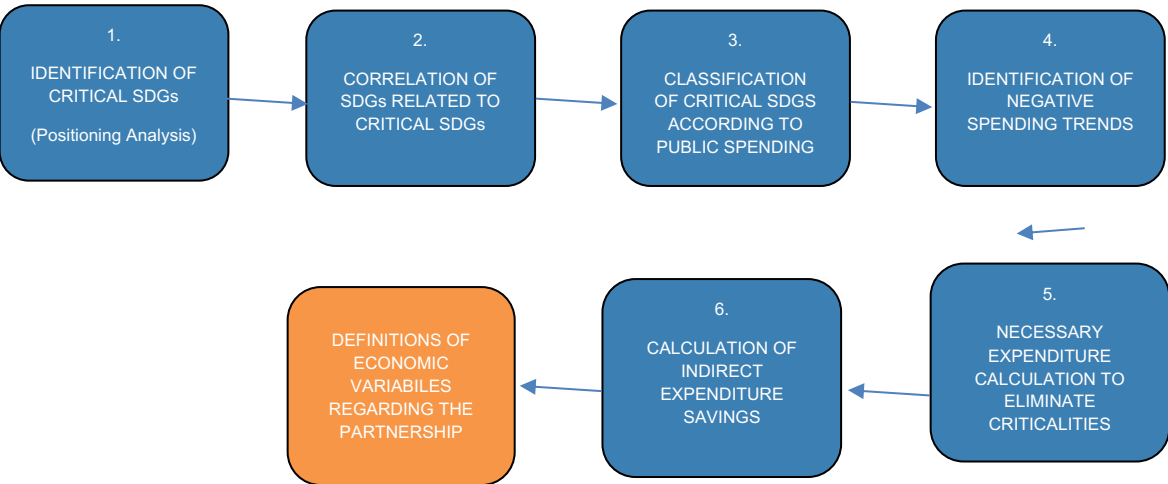 1.
IDENTIFICATION OF
CRITICAL SDGs
(Positioning Analysis)
2.
CORRELATION OF
SDGs RELATED TO
CRITICAL SDGs
3.
CLASSIFICATION
OF CRITICAL SDGS
ACCORDING TO
PUBLIC SPENDING
4.
IDENTIFICATION OF
NEGATIVE
SPENDING TRENDS
5.
NECESSARY
EXPENDITURE
CALCULATION TO
ELIMINATE
CRITICALITIES
6.
CALCULATION OF
INDIRECT
EXPENDITURE
SAVINGS
DEFINITIONS OF
ECONOMIC
VARIABILES
REGARDING THE
PARTNERSHIP